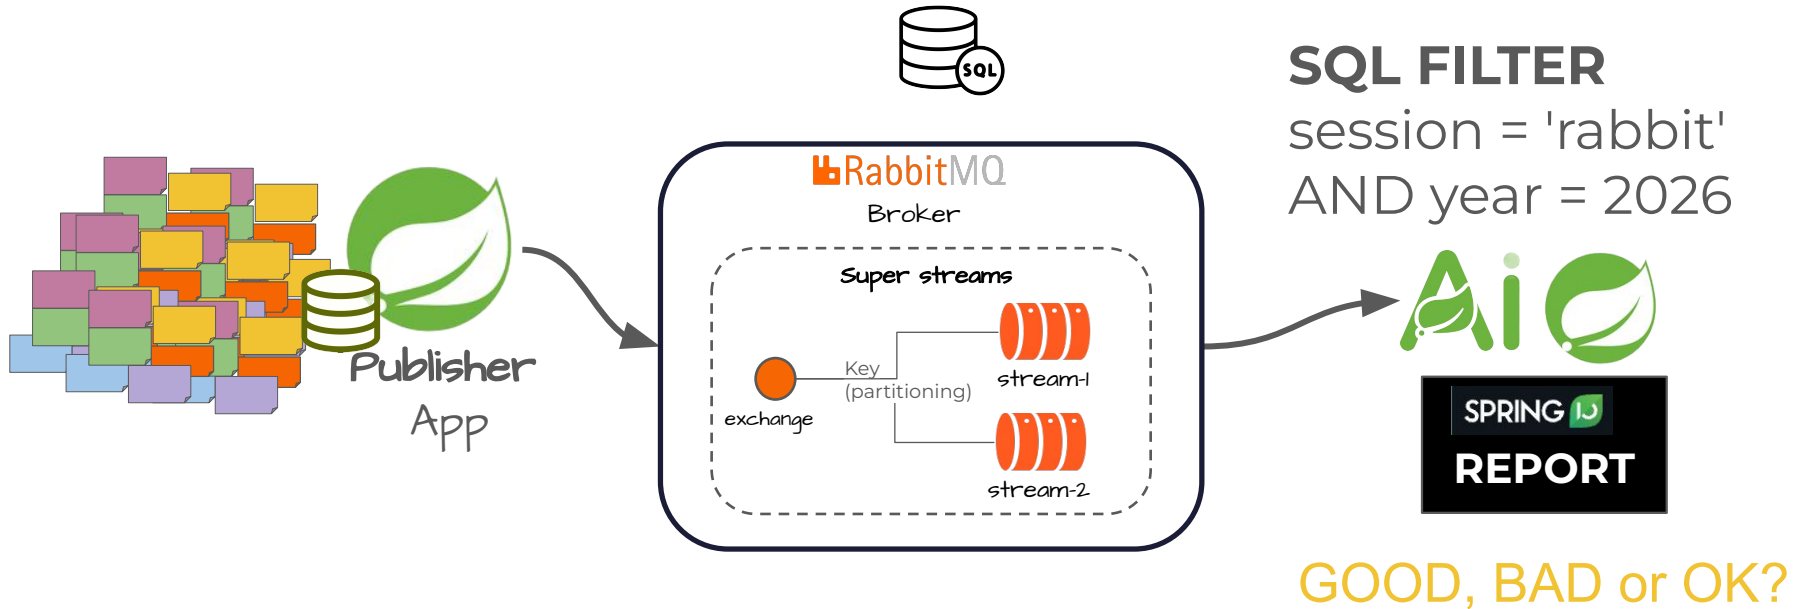 SQL
SQL FILTER
session = 'rabbit'
AND year = 2026
RabbitMQ
Broker
Super streams
Key
(partitioning)
exchange
stream-1
stream-2
Publisher
App
Ai
SPRING IO
REPORT
GOOD, BAD or OK?